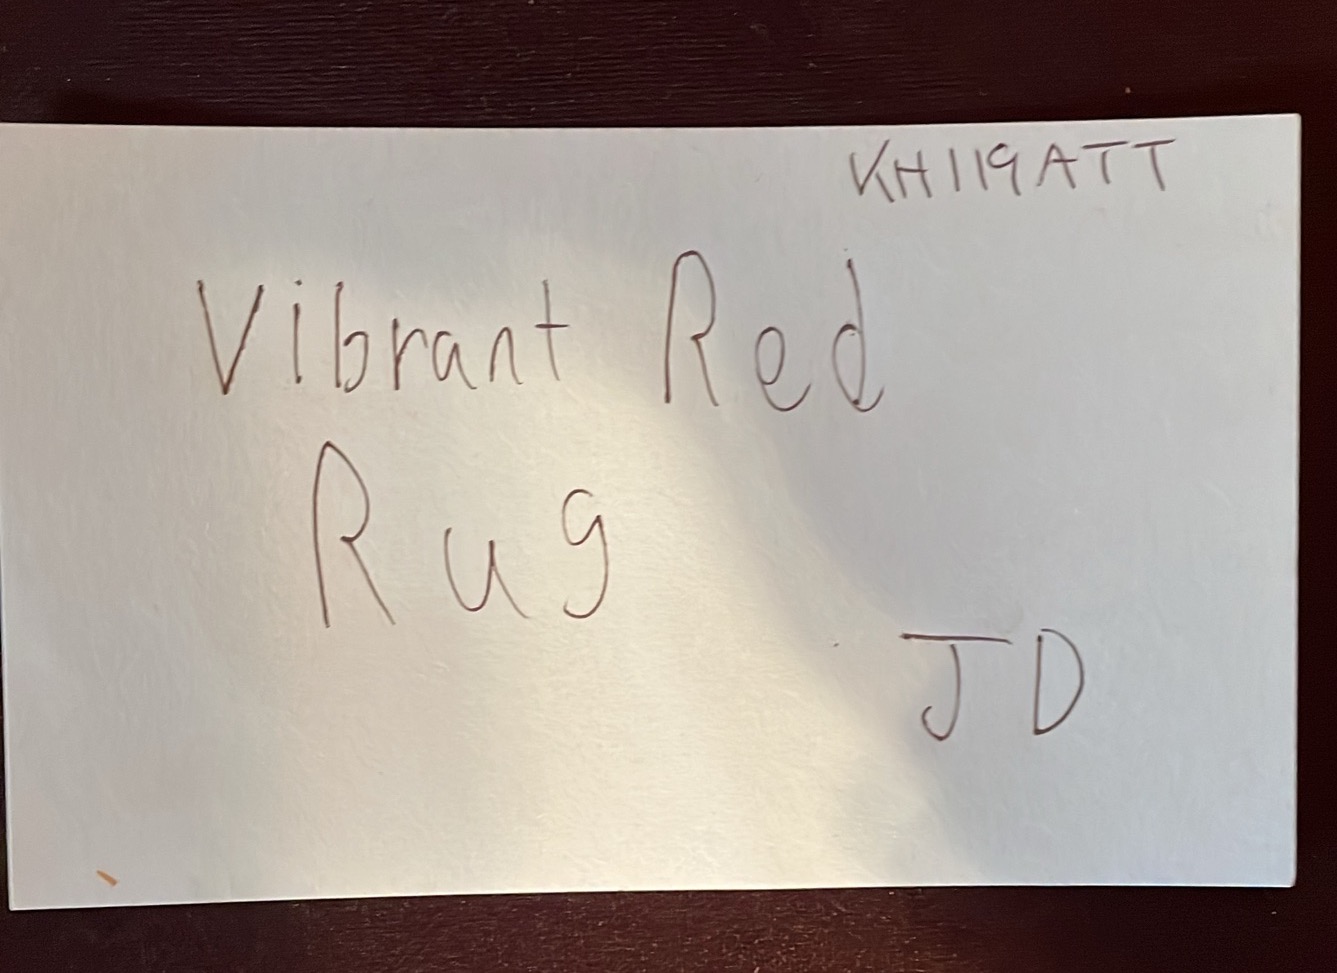 KH119ATT
Vibrant Red
Rug
JD